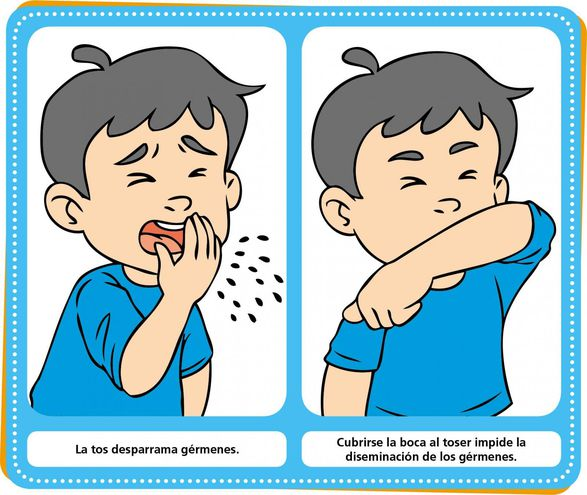 La tos desparrama gérmenes.
Cubrirse la boca al toser impide la
diseminación de los gérmenes.